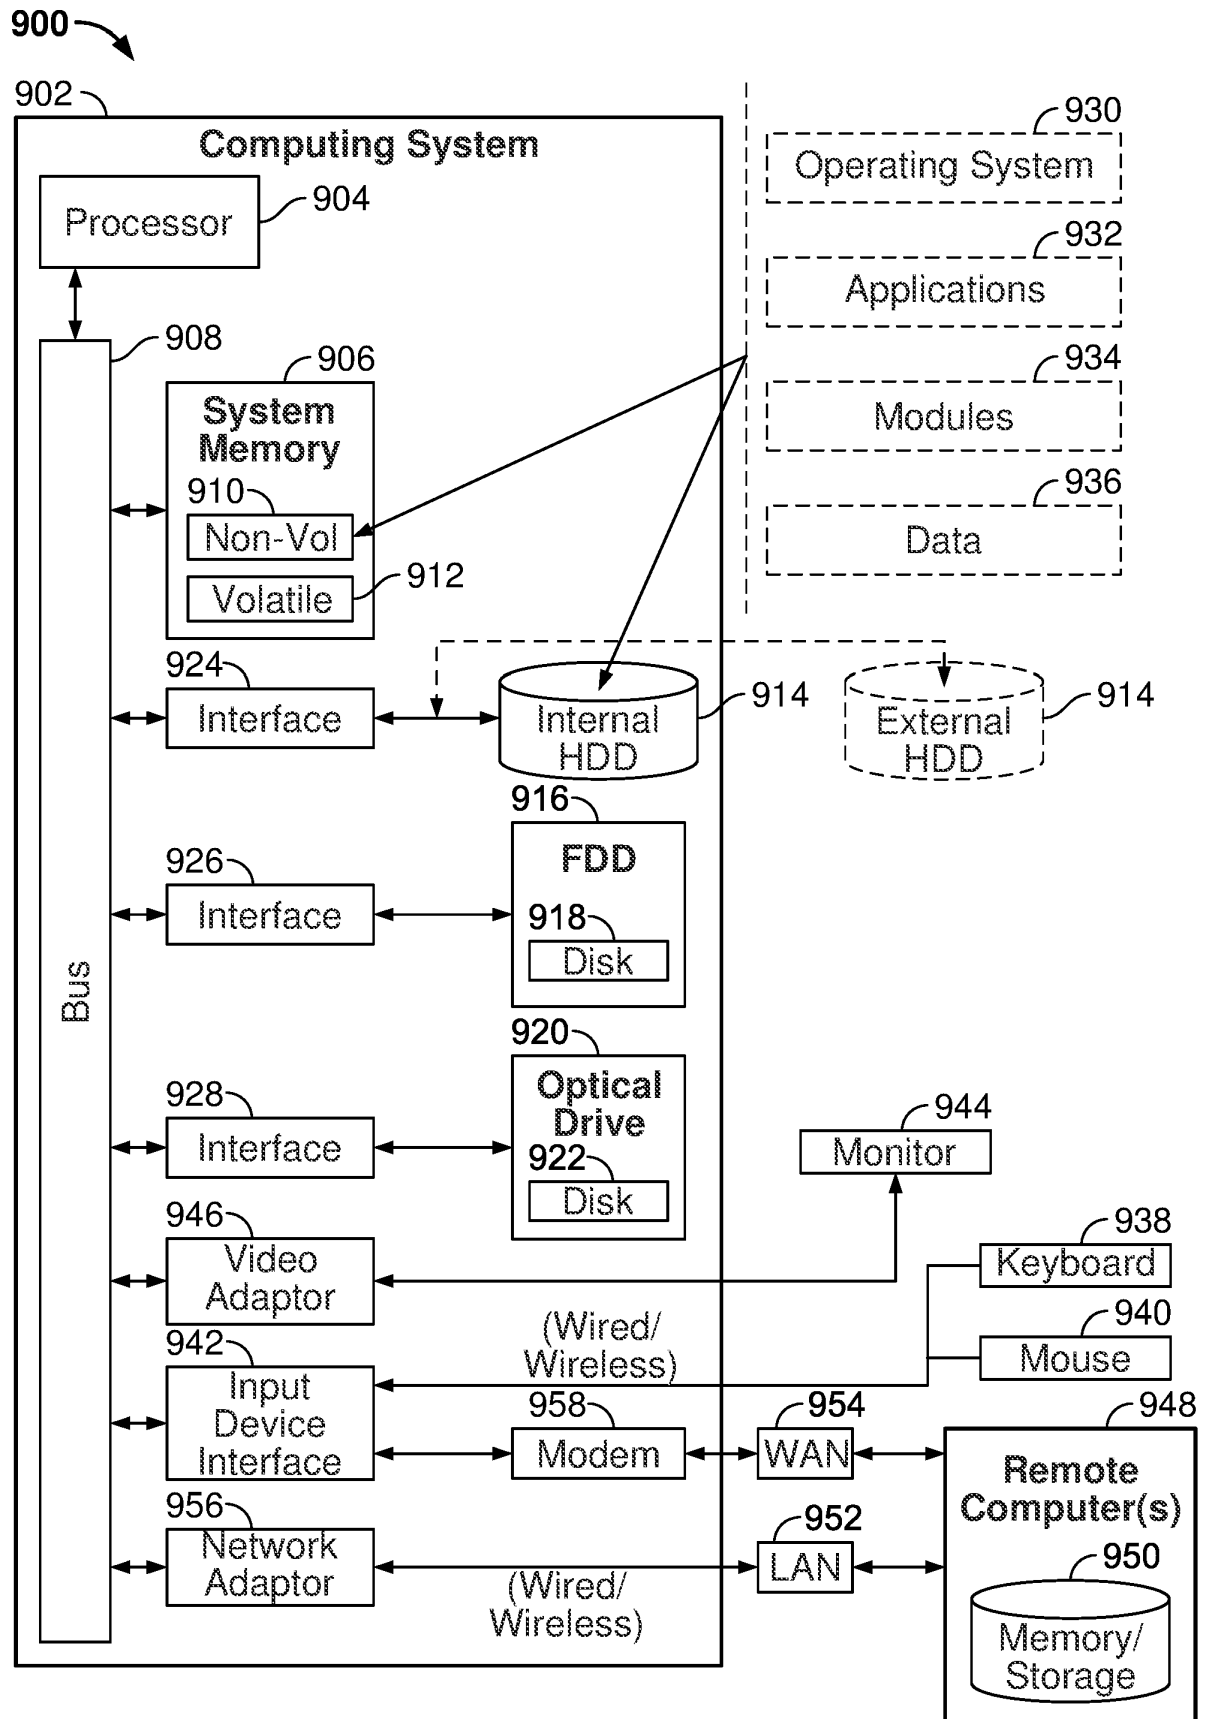 900
902
Computing System
Processor
904
908
Bus
906
System
Memory
910
Non-Vol
912
Volatile
930
Operating System
932
Applications
934
Modules
936
Data
924
Interface
Internal
HDD
914
External
HDD
914
926
Interface
916
FDD
918
Disk
928
Interface
920
Optical
Drive
922
Disk
946
Video
Adaptor
944
Monitor
938
Keyboard
940
Mouse
(Wired/
Wireless)
942
Input
Device
Interface
958
Modem
954
WAN
948
Remote
Computer(s)
950
Memory/
Storage
956
Network
Adaptor
(Wired/
Wireless)
952
LAN